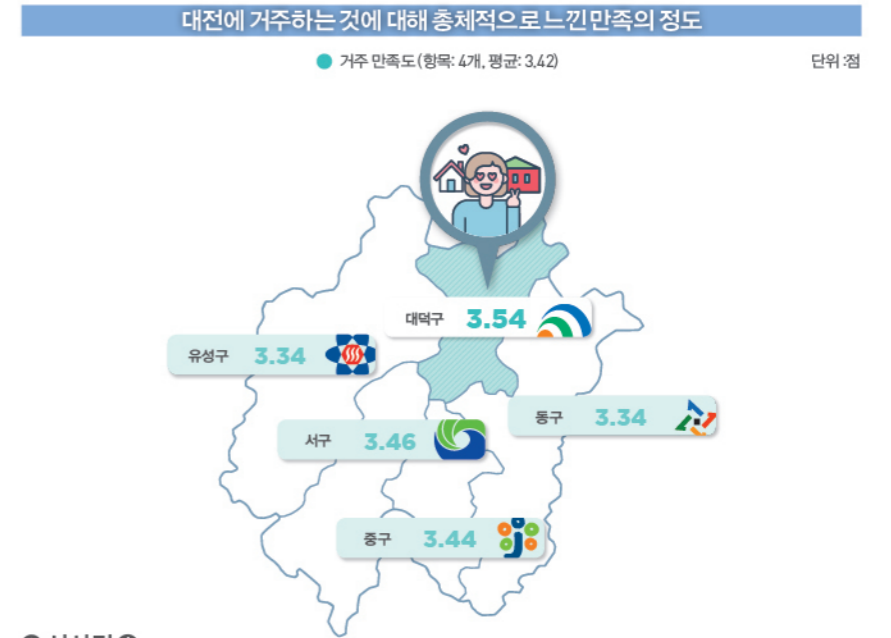 대전에 거주하는 것에 대해 총체적으로 느낀 만족의 정도
거주 만족도(항목: 4개, 평균: 3.42)
단위 :점
대덕구 3.54
유성구 3.34
동구 3.34
서구 3.46
중구 3.44